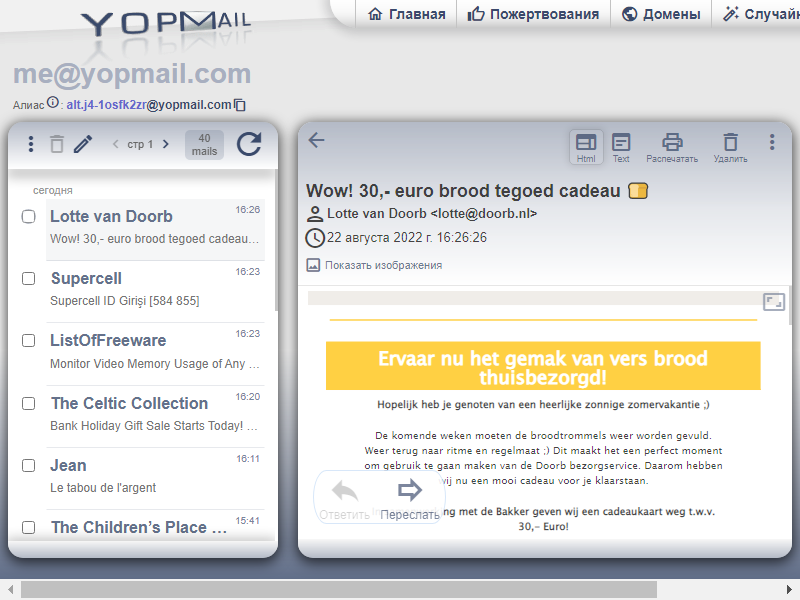 YOPMAIL
Главная
Пожертвования
Домены
me@yopmail.com
Алиас : alt.j4-1osfk2zr@yopmail.com
стр 1
40
mails
сегодня
Lotte van Doorb 16:26
Wow! 30,- euro brood tegoed cadeau…
Supercell 16:23
Supercell ID Girişi [584 855]
ListOfFreeware 16:23
Monitor Video Memory Usage of Any …
The Celtic Collection 16:20
Bank Holiday Gift Sale Starts Today! …
Jean 16:11
Le tabou de l'argent
The Children’s Place … 15:41
Html
Text
Распечатать
Удалить
Wow! 30,- euro brood tegoed cadeau 🍞
Lotte van Doorb <lotte@doorb.nl>
22 августа 2022 г. 16:26:26
Показать изображения
Ervaar nu het gemak van vers brood
thuisbezorgd!
Hopelijk heb je genoten van een heerlijke zonnige zomervakantie ;)
De komende weken moeten de broodtrommels weer worden gevuld.
Weer terug naar ritme en regelmaat ;) Dit maakt het een perfect moment
om gebruik te gaan maken van de Doorb bezorgservice. Daarom hebben
wij nu een mooi cadeau voor je klaarstaan.
met de Bakker geven wij een cadeaukaart weg t.w.v.
30,- Euro!
Ответить
Переслать